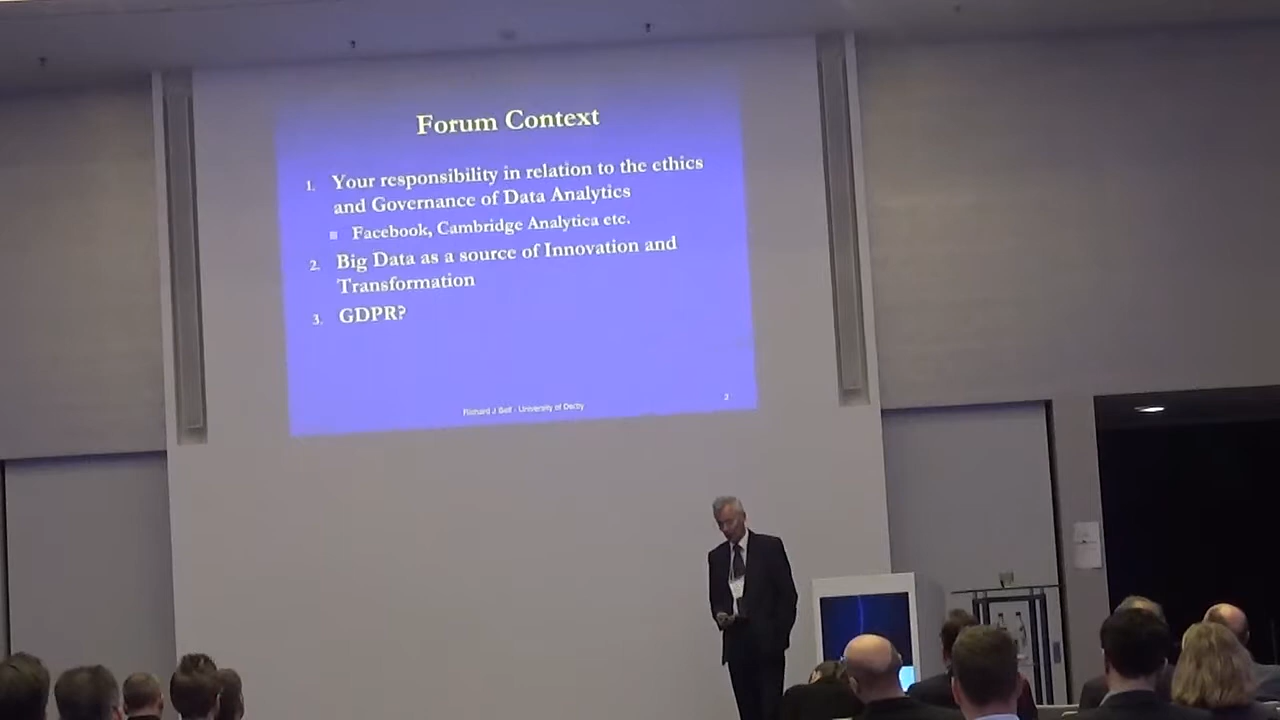 Forum Context
1. Your responsibility in relation to the ethics
and Governance of Data Analytics
Facebook, Cambridge Analytica etc.
2. Big Data as a source of Innovation and
Transformation
3. GDPR?
Richard J Self - University of Derby